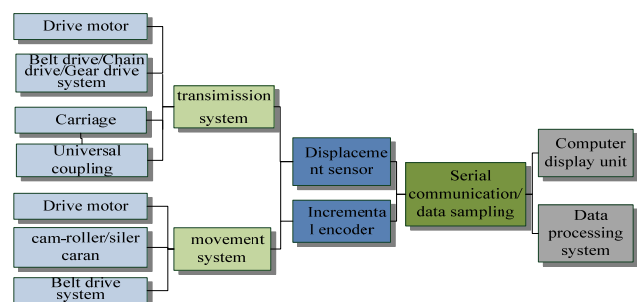 Drive motor
Belt drive/Chain
drive/Gear drive
system
Carriage
Universal
coupling
Drive motor
cam-roller/siler
caran
Belt drive
system
transimission
system
movement
system
Displaceme
nt sensor
Incrementa
l encoder
Serial
communication/
data sampling
Computer
display unit
Data
processing
system